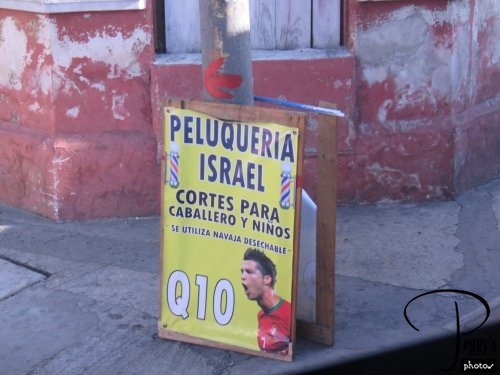 PELUQUERIA
ISRAEL
CORTES PARA
CABALLERO Y NIÑOS
SE UTILIZA NAVAJA DESECHABLE
Q10
photos